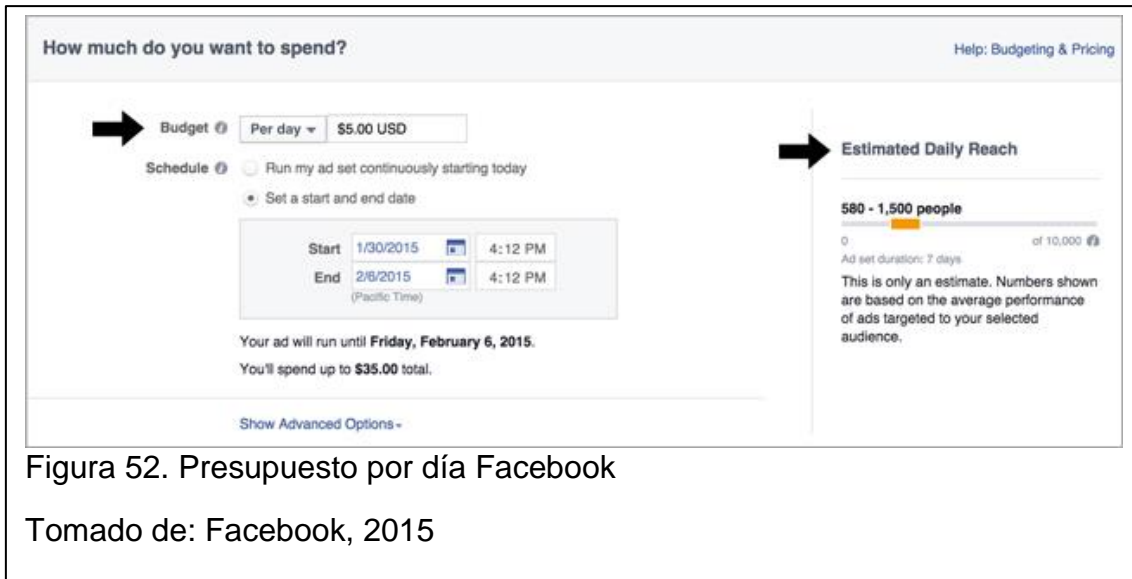 How much do you want to spend?
Help: Budgeting & Pricing
Budget
Per day
$5.00 USD
Schedule
Run my ad set continuously starting today
Set a start and end date
Start 1/30/2015 4:12 PM
End 2/6/2015 4:12 PM
(Pacific Time)
Your ad will run until Friday, February 6, 2015.
You'll spend up to $35.00 total.
Show Advanced Options
Estimated Daily Reach
580 - 1,500 people
0 of 10,000
Ad set duration: 7 days
This is only an estimate. Numbers shown
are based on the average performance
of ads targeted to your selected
audience.
Figura 52. Presupuesto por día Facebook
Tomado de: Facebook, 2015